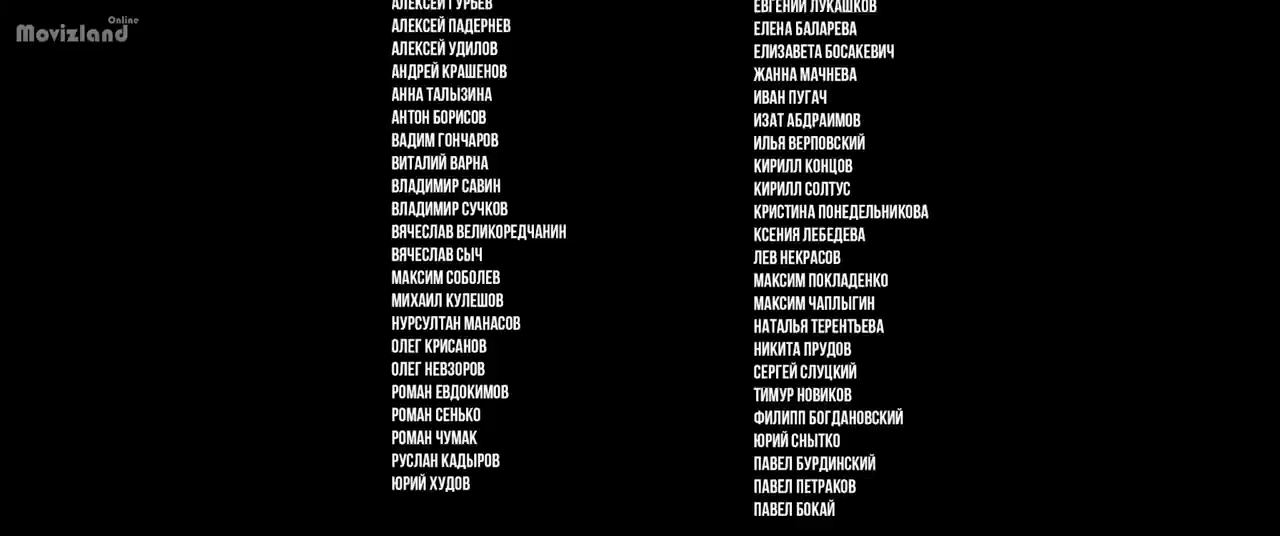 Online
Movizland
АЛЕКСЕЙ ГУРЬЕВ
АЛЕКСЕЙ ПАДЕРНЕВ
АЛЕКСЕЙ УДИЛОВ
АНДРЕЙ КРАШЕНОВ
АННА ТАЛЫЗИНА
АНТОН БОРИСОВ
ВАДИМ ГОНЧАРОВ
ВИТАЛИЙ ВАРНА
ВЛАДИМИР САВИН
ВЛАДИМИР СУЧКОВ
ВЯЧЕСЛАВ ВЕЛИКОРЕДЧАНИН
ВЯЧЕСЛАВ СЫЧ
МАКСИМ СОБОЛЕВ
МИХАИЛ КУЛЕШОВ
НУРСУЛТАН МАНАСОВ
ОЛЕГ КРИСАНОВ
ОЛЕГ НЕВЗОРОВ
РОМАН ЕВДОКИМОВ
РОМАН СЕНЬКО
РОМАН ЧУМАК
РУСЛАН КАДЫРОВ
ЮРИЙ ХУДОВ
ЕВГЕНИЙ ЛУКАШКОВ
ЕЛЕНА БАЛАРЕВА
ЕЛИЗАВЕТА БОСАКЕВИЧ
ЖАННА МАЧНЕВА
ИВАН ПУГАЧ
ИЗАТ АБДРАИМОВ
ИЛЬЯ ВЕРПОВСКИЙ
КИРИЛЛ КОНЦОВ
КИРИЛЛ СОЛТУС
КРИСТИНА ПОНЕДЕЛЬНИКОВА
КСЕНИЯ ЛЕБЕДЕВА
ЛЕВ НЕКРАСОВ
МАКСИМ ПОКЛАДЕНКО
МАКСИМ ЧАПЛЫГИН
НАТАЛЬЯ ТЕРЕНТЬЕВА
НИКИТА ПРУДОВ
СЕРГЕЙ СЛУЦКИЙ
ТИМУР НОВИКОВ
ФИЛИПП БОГДАНОВСКИЙ
ЮРИЙ СНЫТКО
ПАВЕЛ БУРДИНСКИЙ
ПАВЕЛ ПЕТРАКОВ
ПАВЕЛ БОКАЙ